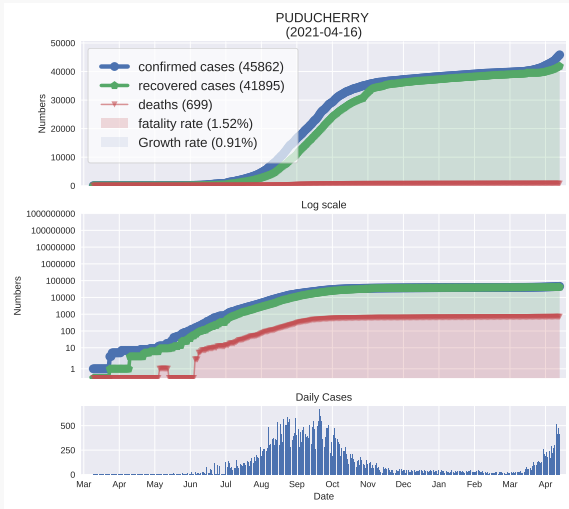 PUDUCHERRY
(2021-04-16)
50000
40000
30000
20000
10000
0
Numbers
confirmed cases (45862)
recovered cases (41895)
deaths (699)
fatality rate (1.52%)
Growth rate (0.91%)
Log scale
1000000000
100000000
10000000
1000000
100000
10000
1000
100
10
1
Numbers
Daily Cases
500
250
0
Mar Apr May Jun Jul Aug Sep Oct Nov Dec Jan Feb Mar Apr
Date